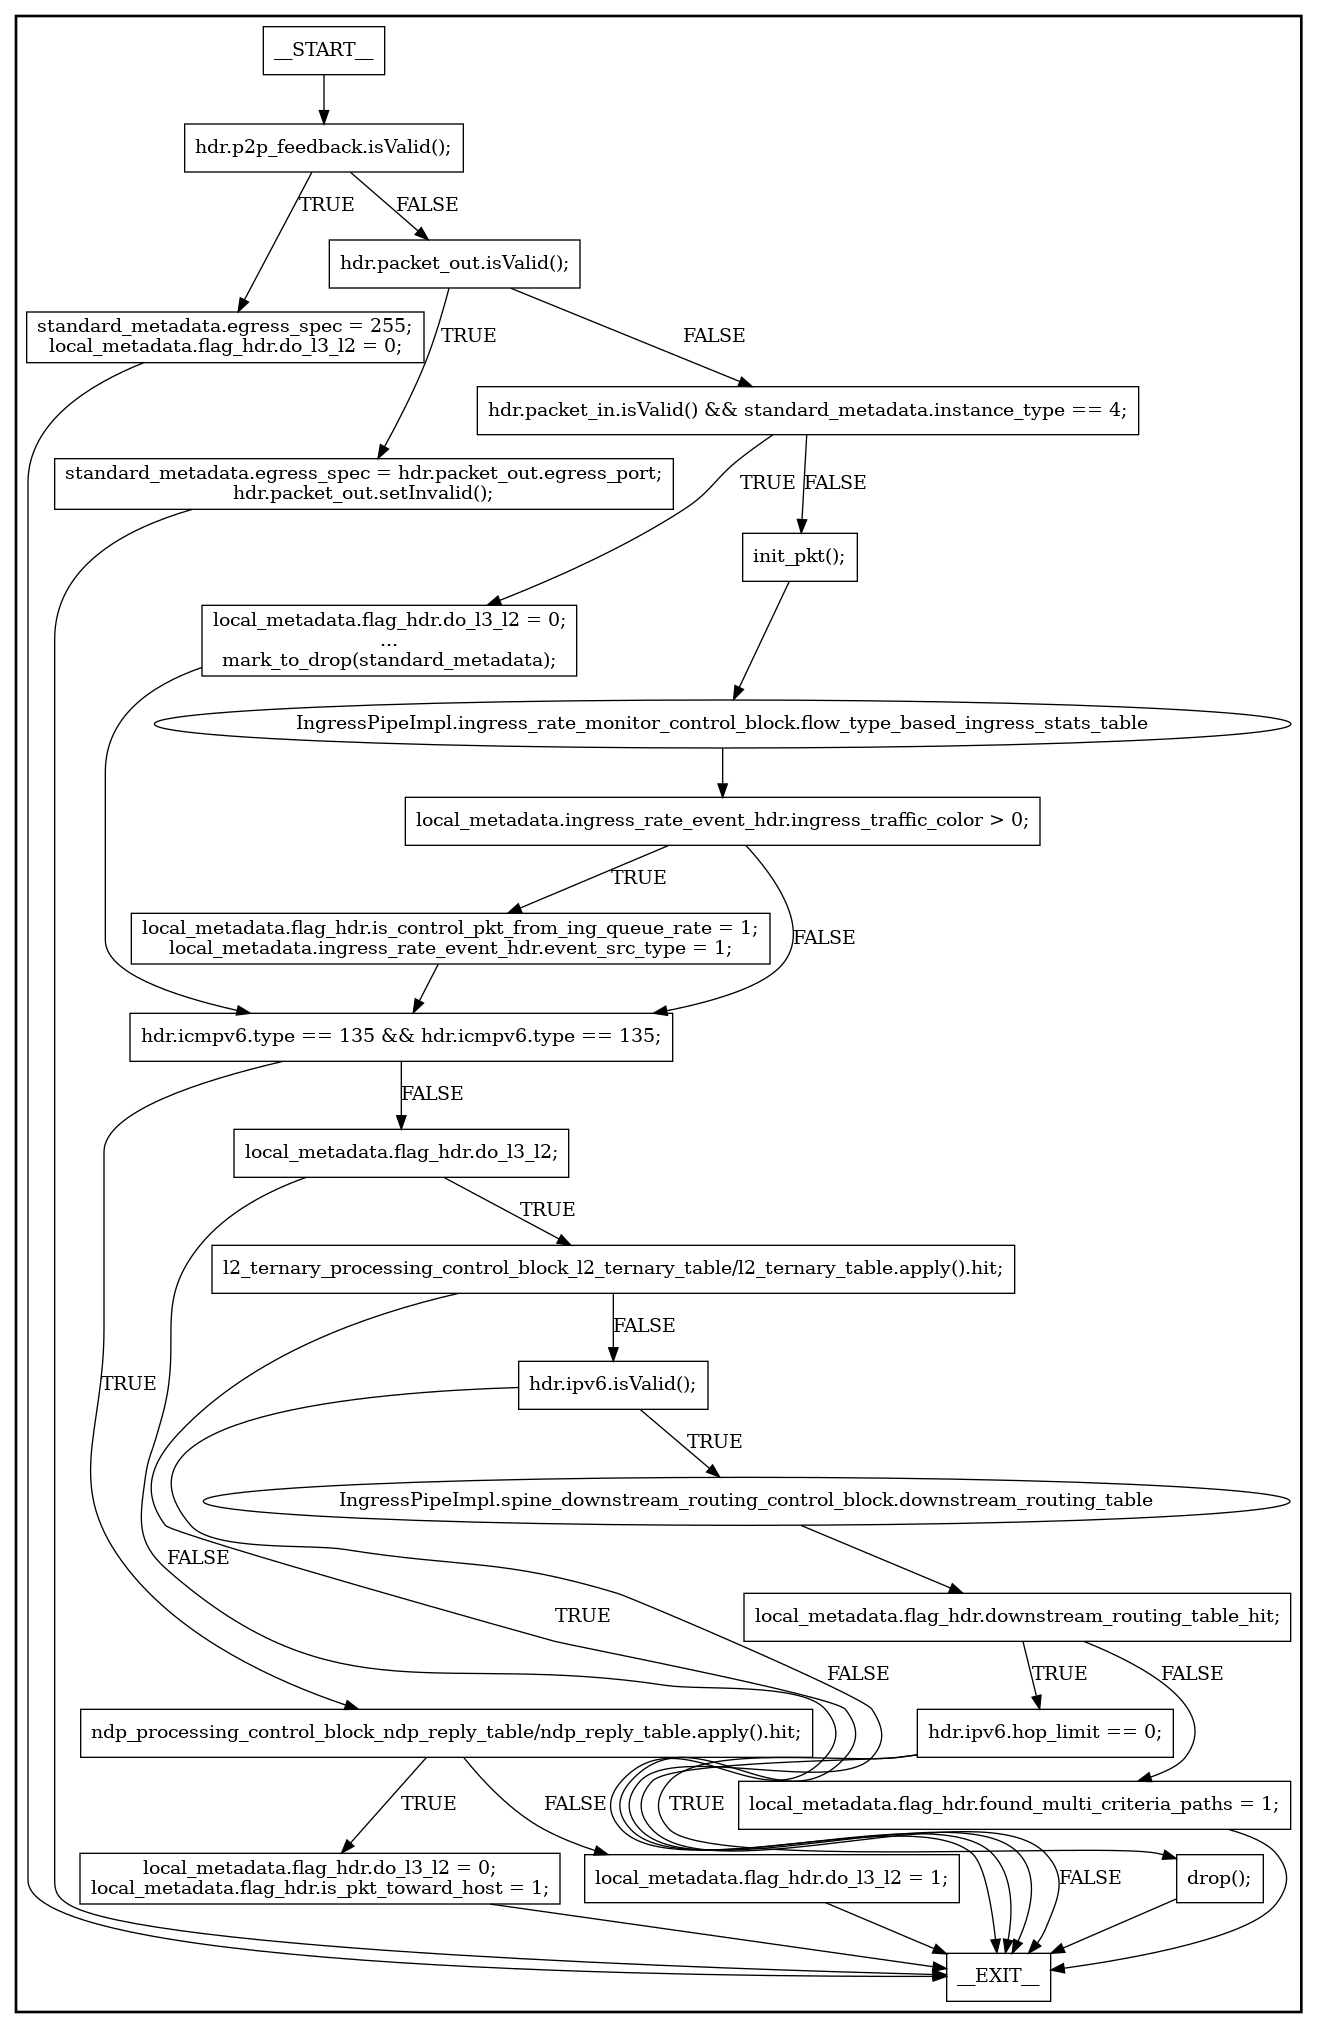 __START__
hdr.p2p_feedback.isValid();
TRUE
FALSE
hdr.packet_out.isValid();
standard_metadata.egress_spec = 255;
local_metadata.flag_hdr.do_l3_l2 = 0;
TRUE
FALSE
hdr.packet_in.isValid() && standard_metadata.instance_type == 4;
standard_metadata.egress_spec = hdr.packet_out.egress_port;
hdr.packet_out.setInvalid();
TRUE
FALSE
init_pkt();
local_metadata.flag_hdr.do_l3_l2 = 0;
...
mark_to_drop(standard_metadata);
IngressPipeImpl.ingress_rate_monitor_control_block.flow_type_based_ingress_stats_table
local_metadata.ingress_rate_event_hdr.ingress_traffic_color > 0;
TRUE
FALSE
local_metadata.flag_hdr.is_control_pkt_from_ing_queue_rate = 1;
local_metadata.ingress_rate_event_hdr.event_src_type = 1;
hdr.icmpv6.type == 135 && hdr.icmpv6.type == 135;
FALSE
local_metadata.flag_hdr.do_l3_l2;
TRUE
l2_ternary_processing_control_block_l2_ternary_table/l2_ternary_table.apply().hit;
FALSE
TRUE
hdr.ipv6.isValid();
TRUE
IngressPipeImpl.spine_downstream_routing_control_block.downstream_routing_table
FALSE
TRUE
local_metadata.flag_hdr.downstream_routing_table_hit;
FALSE
TRUE
FALSE
ndp_processing_control_block_ndp_reply_table/ndp_reply_table.apply().hit;
hdr.ipv6.hop_limit == 0;
TRUE
FALSE
TRUE
local_metadata.flag_hdr.found_multi_criteria_paths = 1;
local_metadata.flag_hdr.do_l3_l2 = 0;
local_metadata.flag_hdr.is_pkt_toward_host = 1;
local_metadata.flag_hdr.do_l3_l2 = 1;
FALSE
drop();
__EXIT__